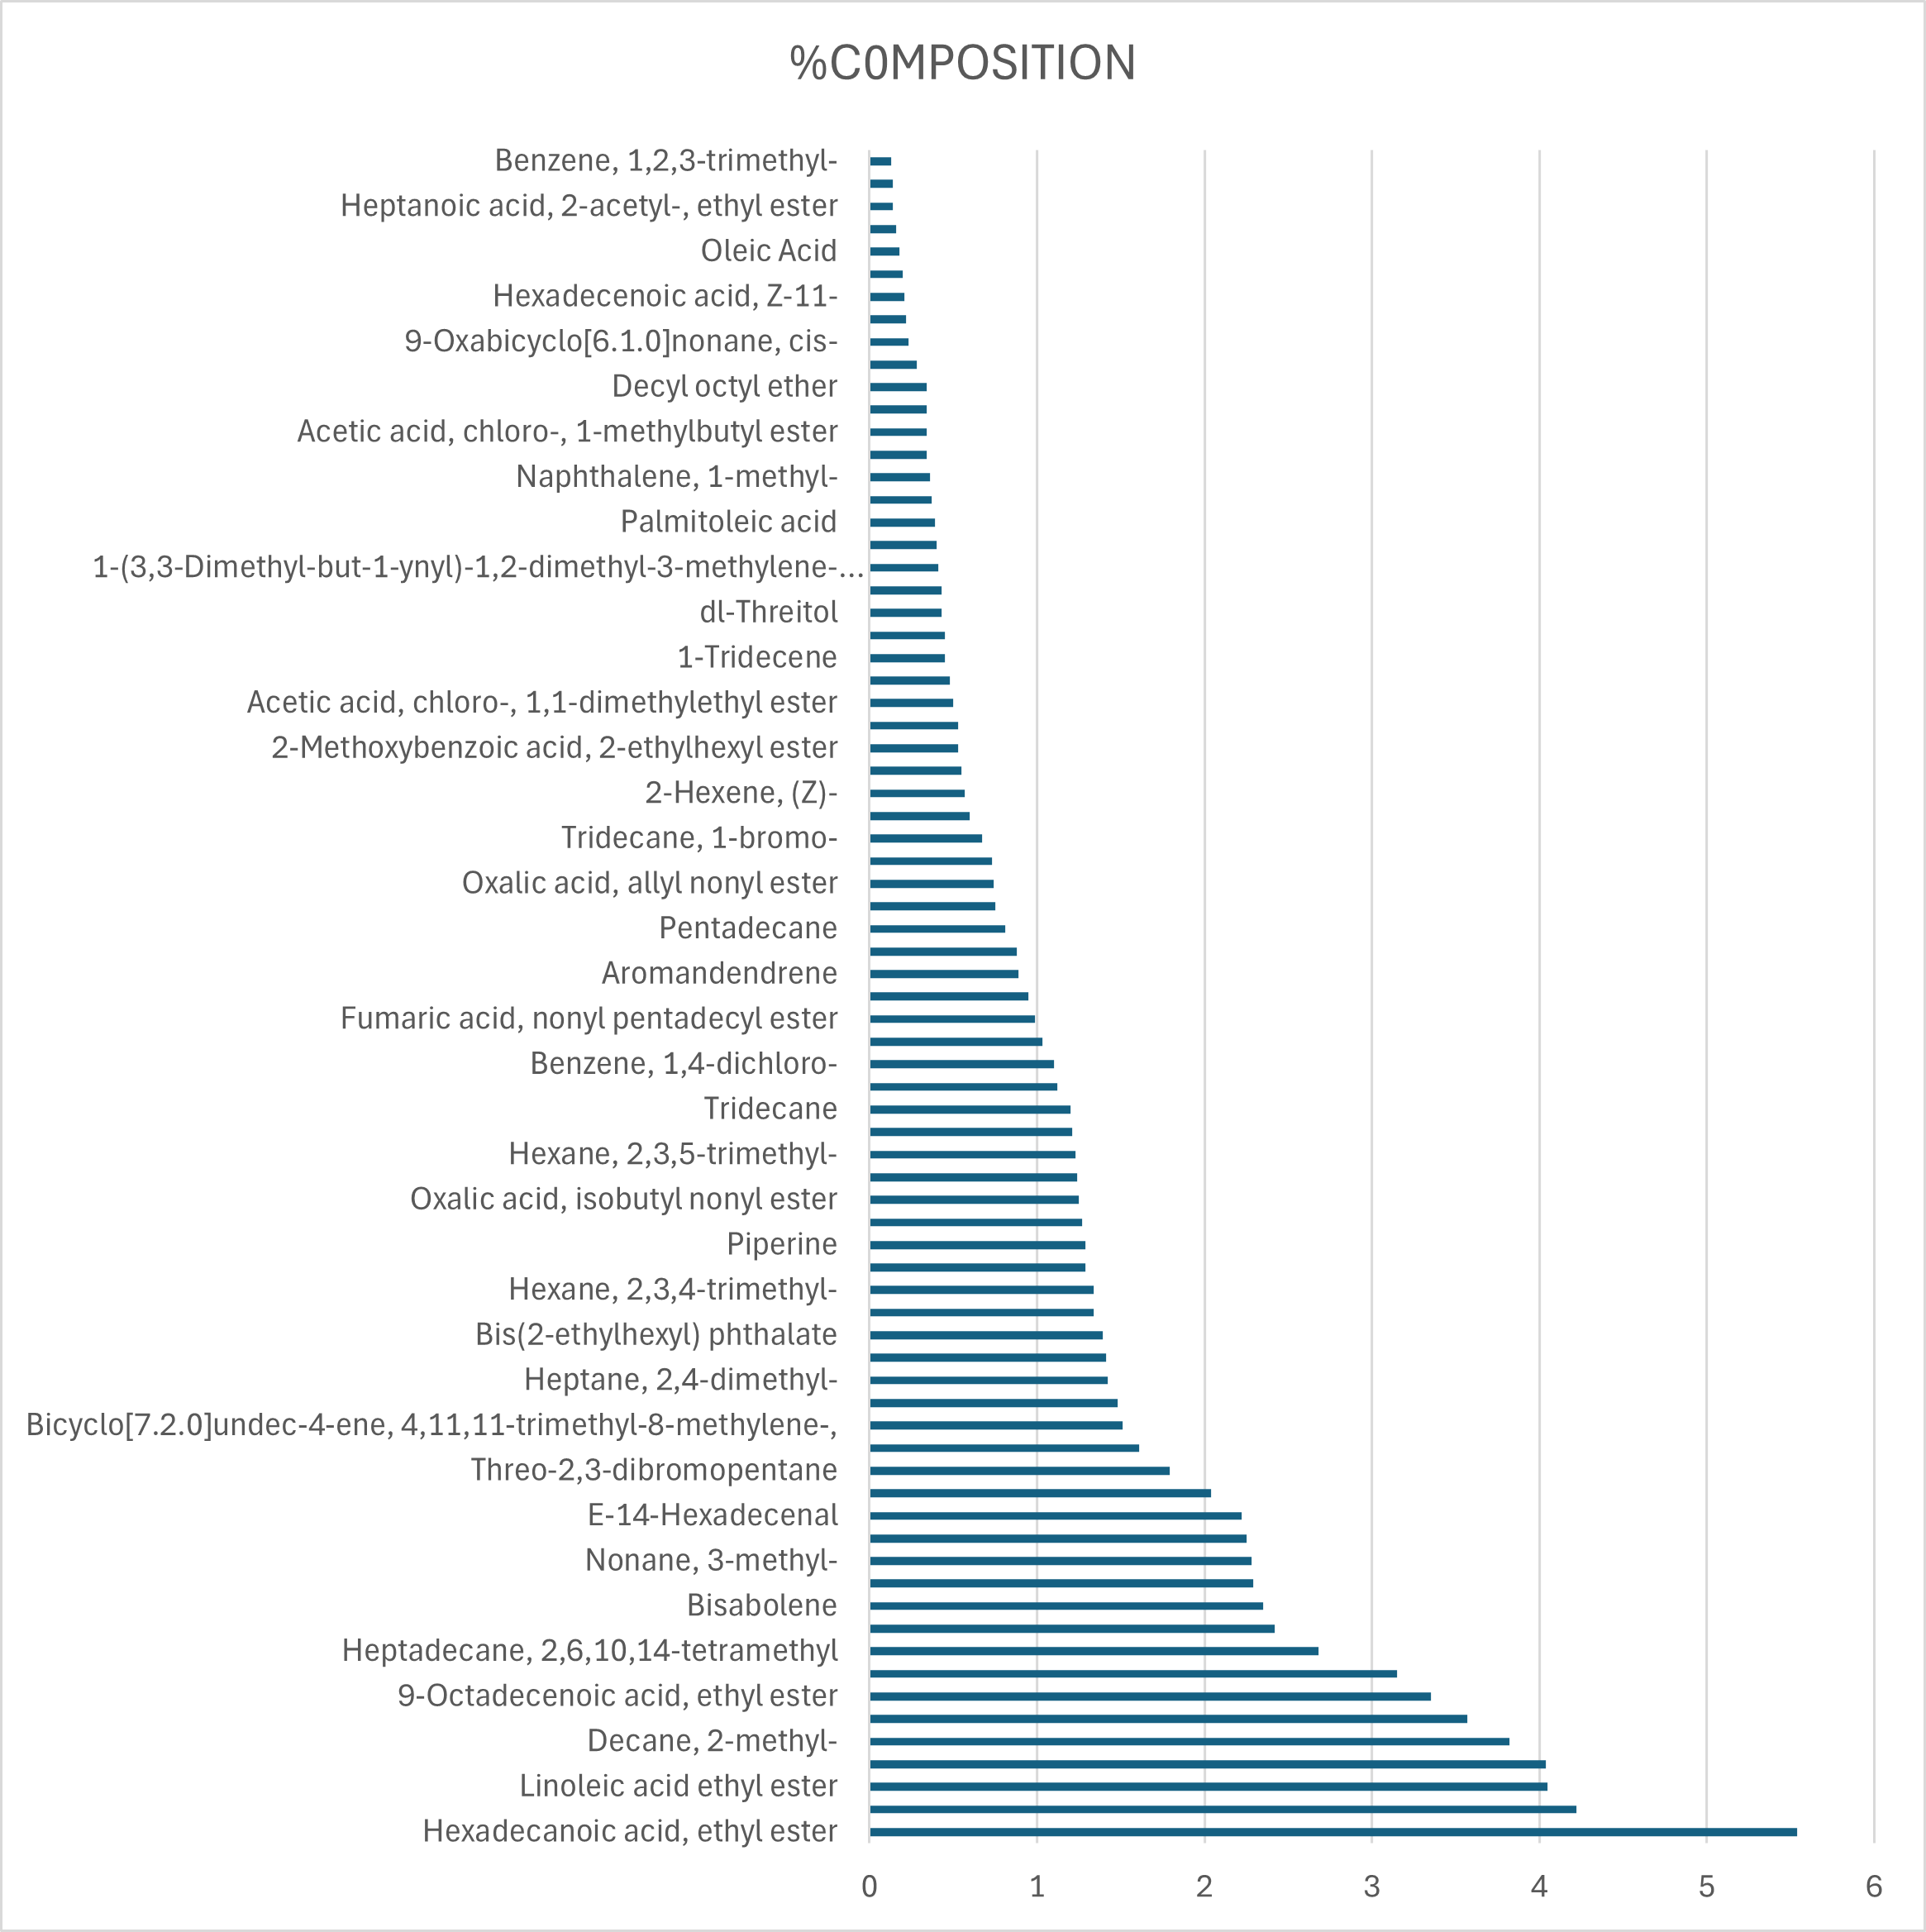 %C0MPOSITION
Benzene, 1,2,3-trimethyl-
Heptanoic acid, 2-acetyl-, ethyl ester
Oleic Acid
Hexadecenoic acid, Z-11-
9-Oxabicyclo[6.1.0]nonane, cis-
Decyl octyl ether
Acetic acid, chloro-, 1-methylbutyl ester
Naphthalene, 1-methyl-
Palmitoleic acid
1-(3,3-Dimethyl-but-1-ynyl)-1,2-dimethyl-3-methylene-...
dl-Threitol
1-Tridecene
Acetic acid, chloro-, 1,1-dimethylethyl ester
2-Methoxybenzoic acid, 2-ethylhexyl ester
2-Hexene, (Z)-
Tridecane, 1-bromo-
Oxalic acid, allyl nonyl ester
Pentadecane
Aromandendrene
Fumaric acid, nonyl pentadecyl ester
Benzene, 1,4-dichloro-
Tridecane
Hexane, 2,3,5-trimethyl-
Oxalic acid, isobutyl nonyl ester
Piperine
Hexane, 2,3,4-trimethyl-
Bis(2-ethylhexyl) phthalate
Heptane, 2,4-dimethyl-
Bicyclo[7.2.0]undec-4-ene, 4,11,11-trimethyl-8-methylene-,
Threo-2,3-dibromopentane
E-14-Hexadecenal
Nonane, 3-methyl-
Bisabolene
Heptadecane, 2,6,10,14-tetramethyl
9-Octadecenoic acid, ethyl ester
Decane, 2-methyl-
Linoleic acid ethyl ester
Hexadecanoic acid, ethyl ester
0 1 2 3 4 5 6